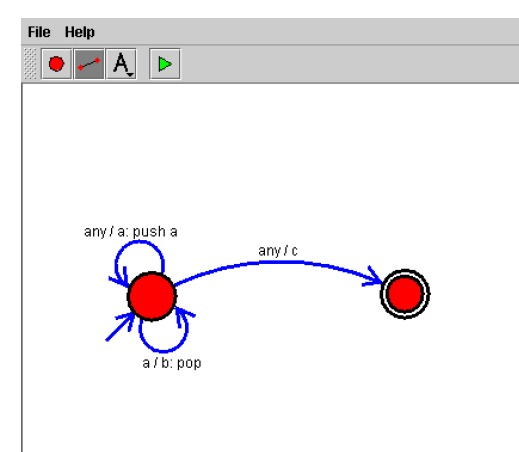 File Help
A
any / a: push a
any / c
a / b: pop